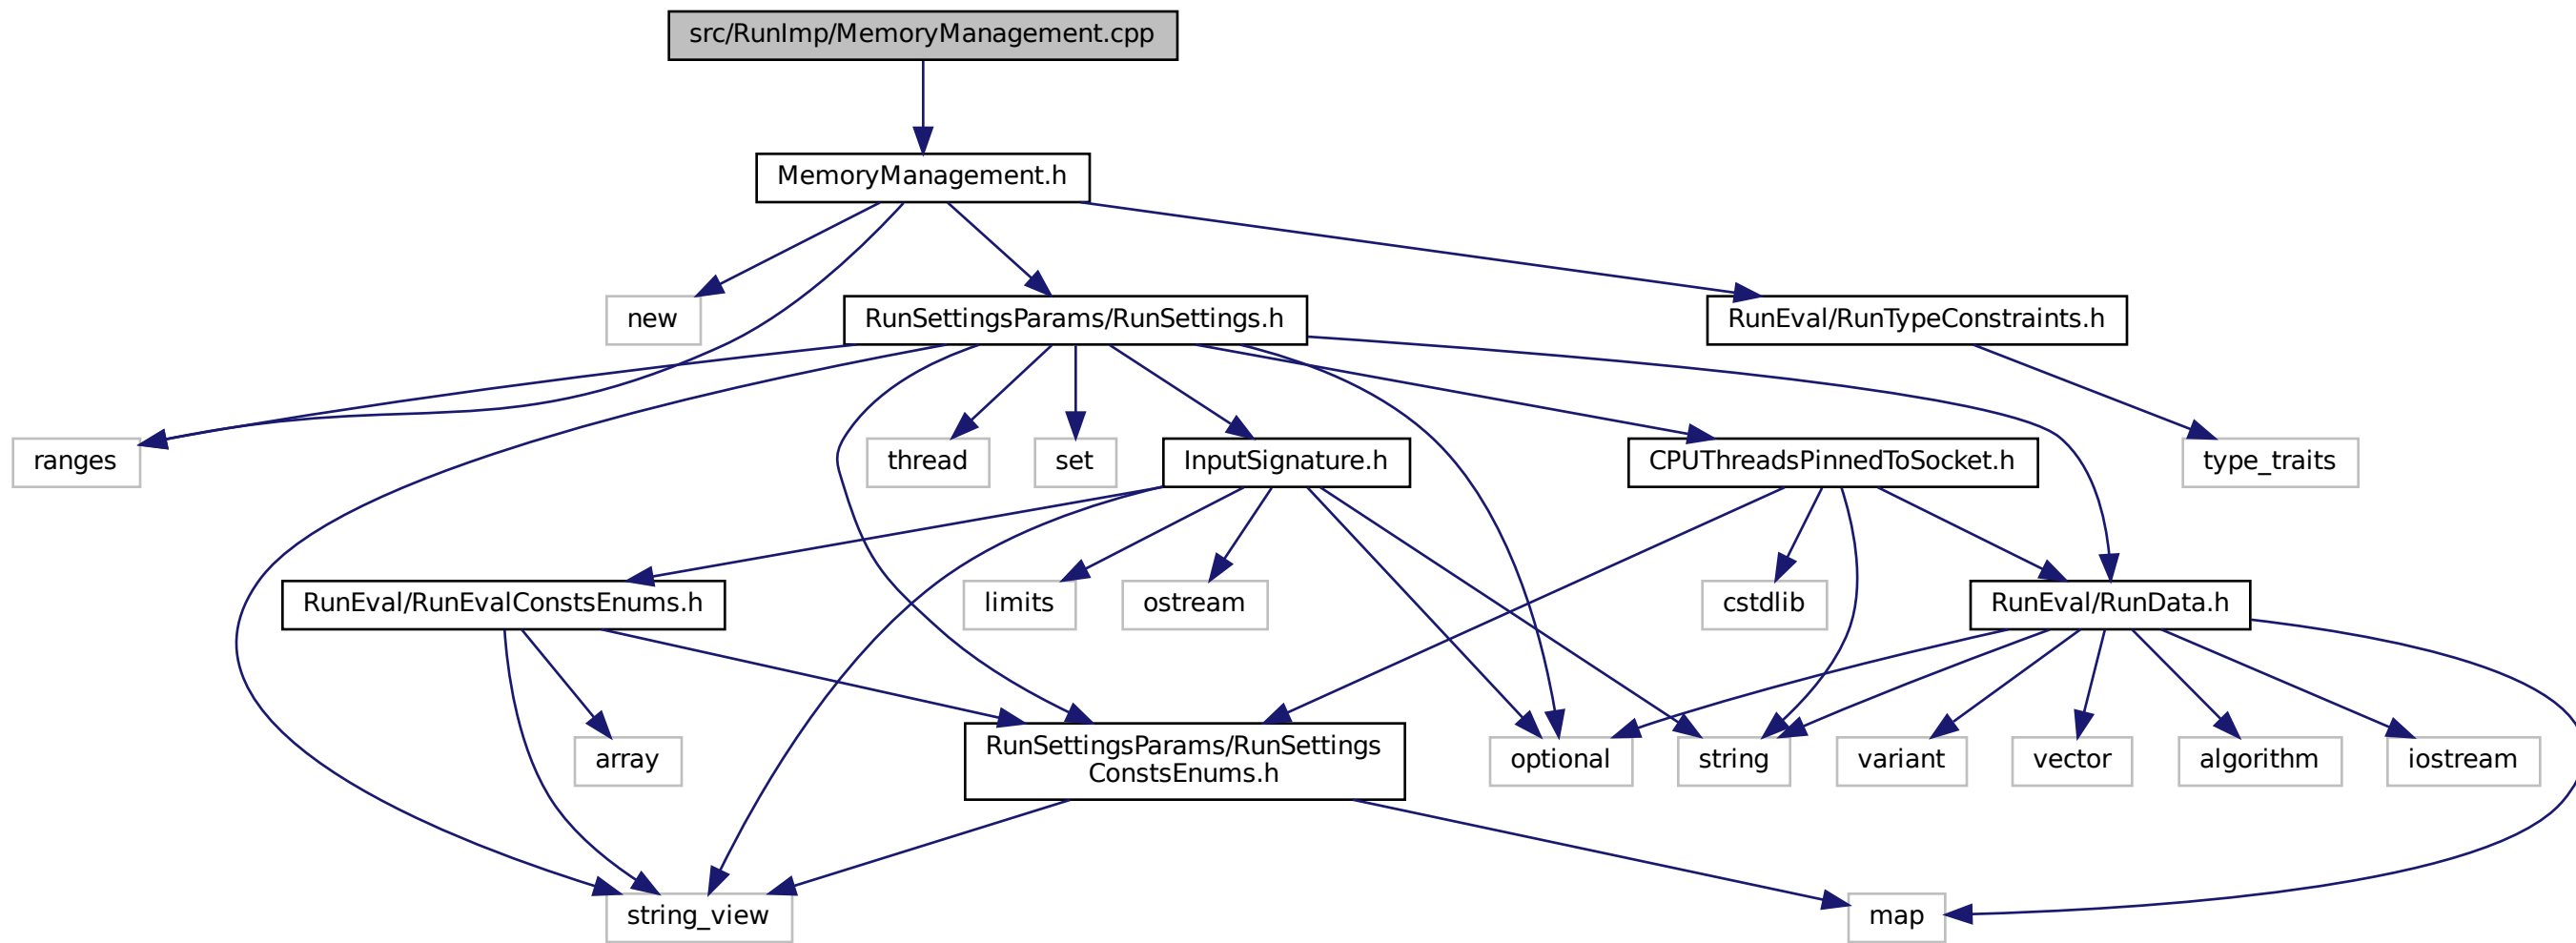 src/RunImp/MemoryManagement.cpp
MemoryManagement.h
new
RunSettingsParams/RunSettings.h
RunEval/RunTypeConstraints.h
ranges
thread
set
InputSignature.h
CPUThreadsPinnedToSocket.h
type_traits
RunEval/RunEvalConstsEnums.h
limits
ostream
cstdlib
RunEval/RunData.h
array
RunSettingsParams/RunSettings
ConstsEnums.h
optional
string
variant
vector
algorithm
iostream
string_view
map